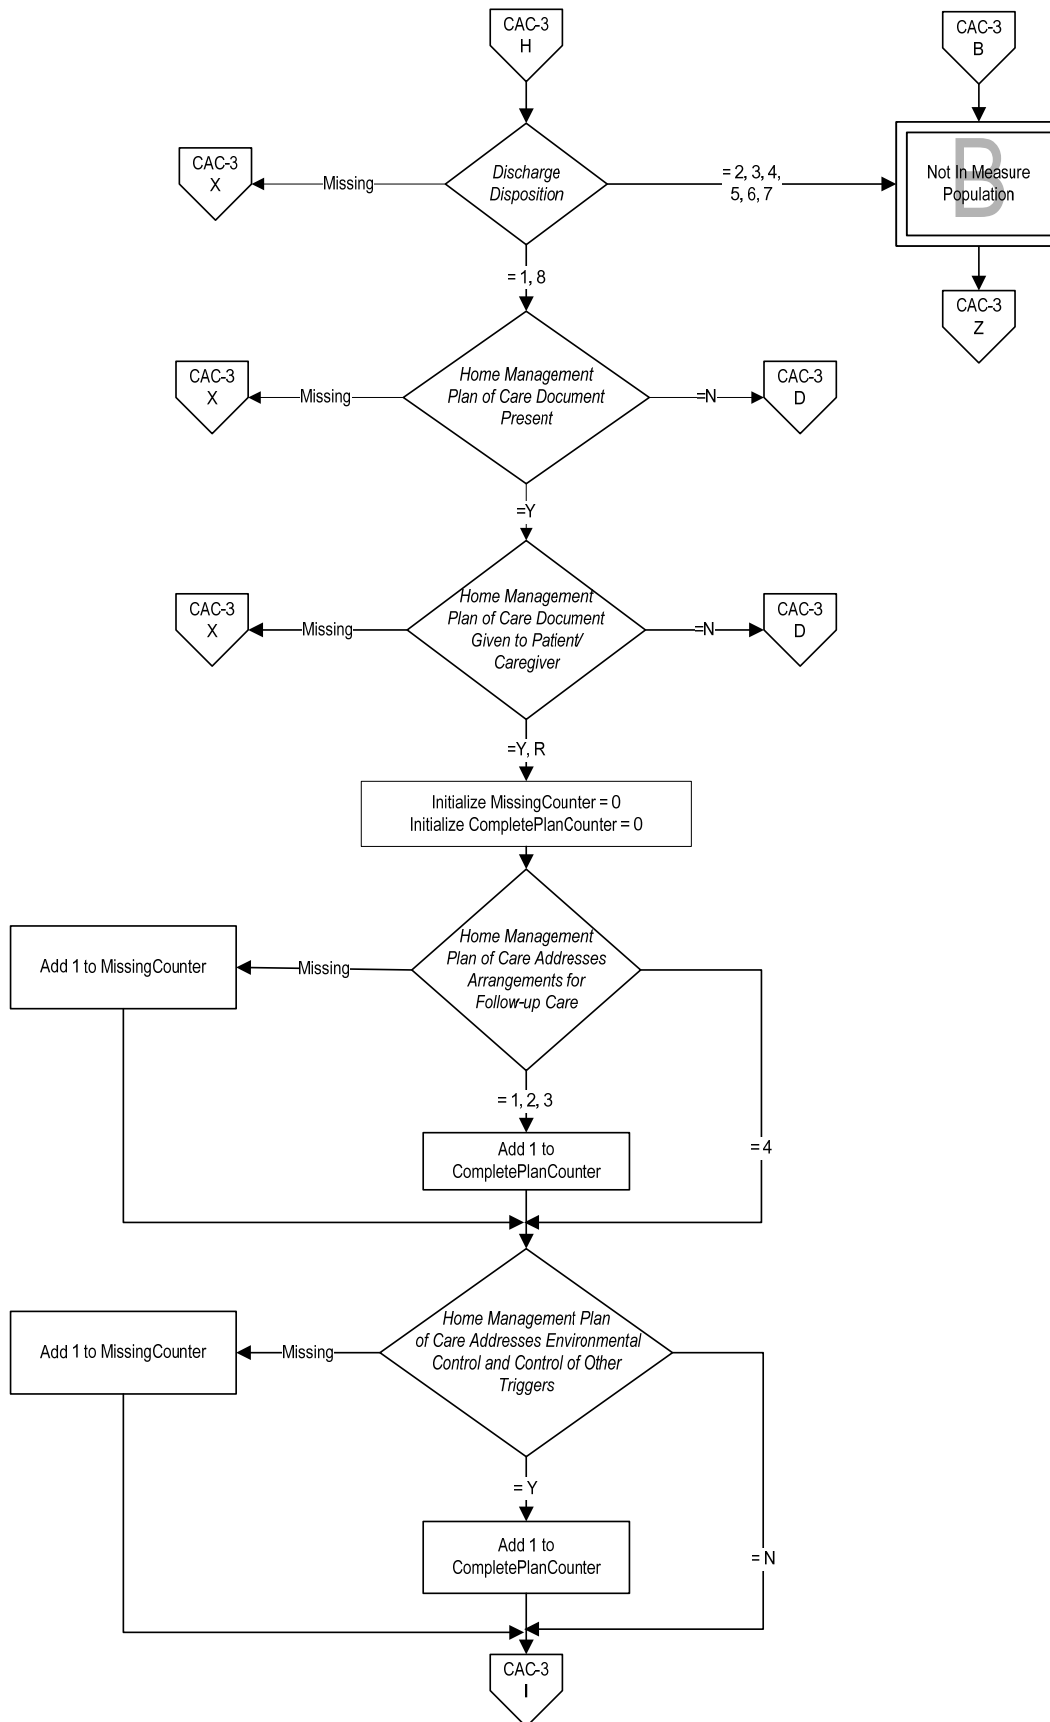 CAC-3
H
CAC-3
B
CAC-3
X
Missing
Discharge
Disposition
= 2, 3, 4,
5, 6, 7
B
Not In Measure
Population
= 1, 8
CAC-3
Z
CAC-3
X
Missing
Home Management
Plan of Care Document
Present
=N
CAC-3
D
=Y
CAC-3
X
Missing
Home Management
Plan of Care Document
Given to Patient/
Caregiver
=N
CAC-3
D
=Y, R
Initialize MissingCounter = 0
Initialize CompletePlanCounter = 0
Add 1 to MissingCounter
Missing
Home Management
Plan of Care Addresses
Arrangements for
Follow-up Care
= 1, 2, 3
Add 1 to
CompletePlanCounter
= 4
Add 1 to MissingCounter
Missing
Home Management Plan
of Care Addresses Environmental
Control and Control of Other
Triggers
= Y
Add 1 to
CompletePlanCounter
= N
CAC-3
I